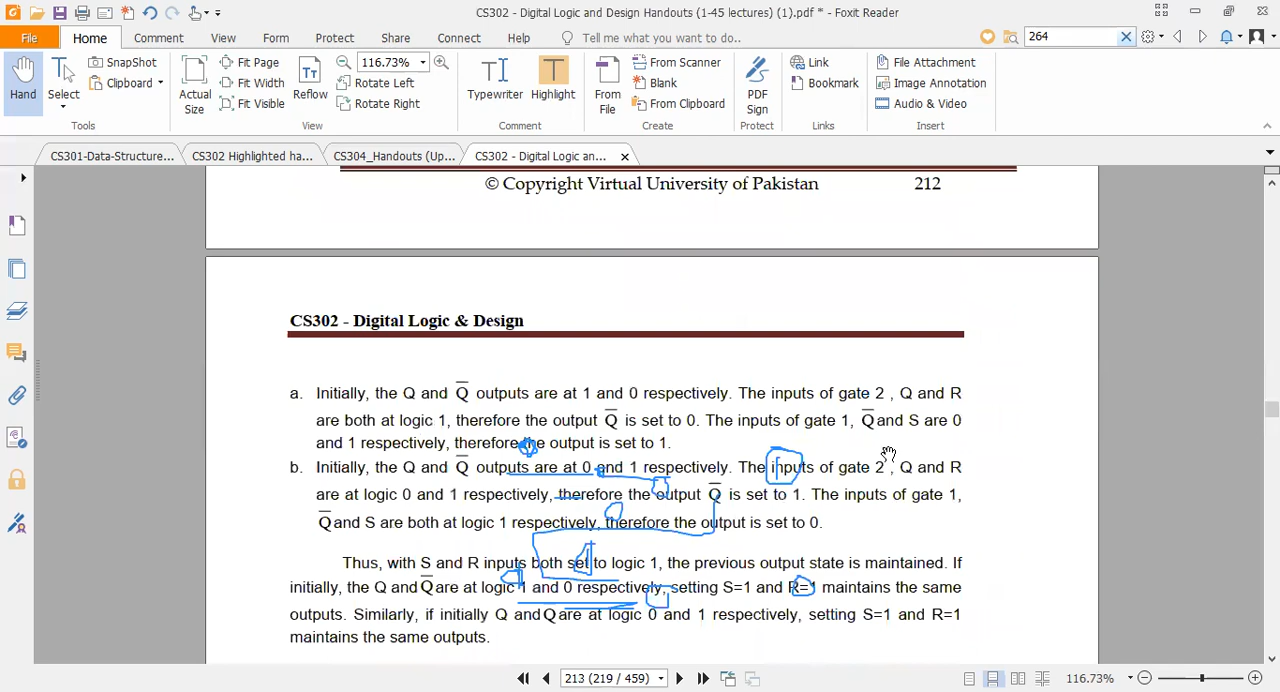 CS302 - Digital Logic and Design Handouts (1-45 lectures) (1).pdf * - Foxit Reader
File Home Comment View Form Protect Share Connect Help Tell me what you want to do.. 264
SnapShot Fit Page 116.73% From Scanner Link File Attachment
Clipboard Fit Width Rotate Left Blank Bookmark Image Annotation
Hand Select Actual Size Fit Visible Reflow Rotate Right Typewriter Highlight From File From Clipboard PDF Sign Audio & Video
Tools View Comment Create Protect Links Insert
CS301-Data-Structure... CS302 Highlighted ha... CS304_Handouts (Up... CS302 - Digital Logic an...
© Copyright Virtual University of Pakistan 212
CS302 - Digital Logic & Design
a. Initially, the Q and Q̅ outputs are at 1 and 0 respectively. The inputs of gate 2 , Q and R
are both at logic 1, therefore the output Q̅ is set to 0. The inputs of gate 1, Q̅ and S are 0
and 1 respectively, therefore the output is set to 1.
b. Initially, the Q and Q̅ outputs are at 0 and 1 respectively. The inputs of gate 2 , Q and R
are at logic 0 and 1 respectively, therefore the output Q̅ is set to 1. The inputs of gate 1,
Q̅ and S are both at logic 1 respectively, therefore the output is set to 0.
Thus, with S and R inputs both set to logic 1, the previous output state is maintained. If
initially, the Q and Q̅ are at logic 1 and 0 respectively, setting S=1 and R=1 maintains the same
outputs. Similarly, if initially Q and Q̅ are at logic 0 and 1 respectively, setting S=1 and R=1
maintains the same outputs.
213 (219 / 459) 116.73%